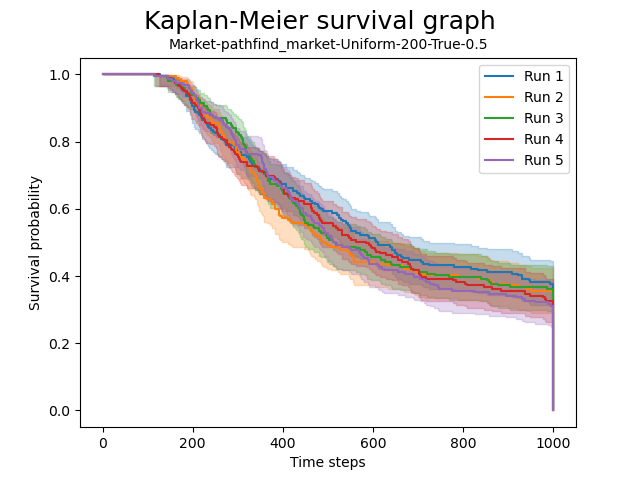 Kaplan-Meier survival graph
Market-pathfind_market-Uniform-200-True-0.5
Survival probability
1.0
0.8
0.6
0.4
0.2
0.0
0
200
400
600
800
1000
Time steps
Run 1
Run 2
Run 3
Run 4
Run 5